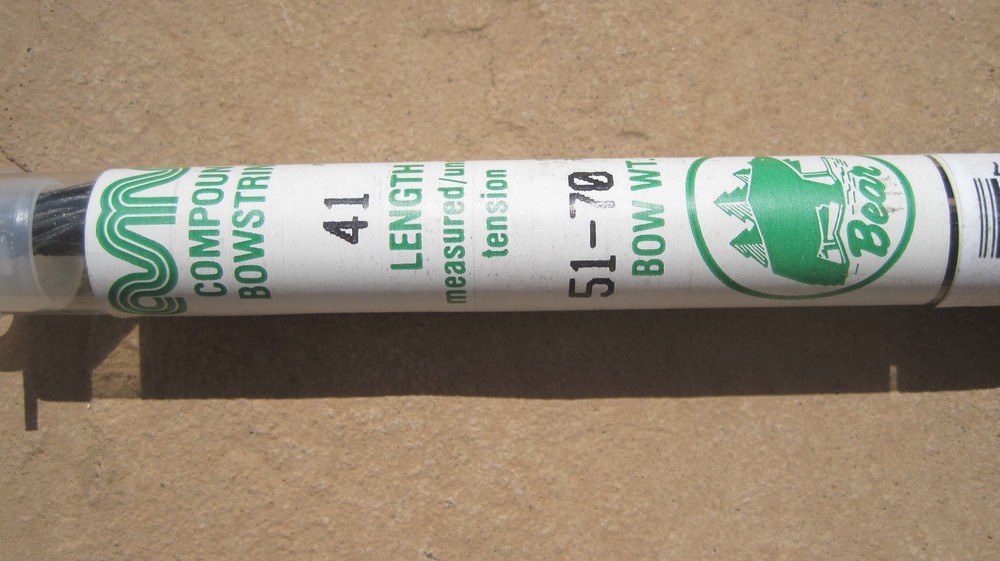 COMPOUN
BOWSTRIN
41
LENGTH
measured/un
tension
51-70
BOW WT.
Bear